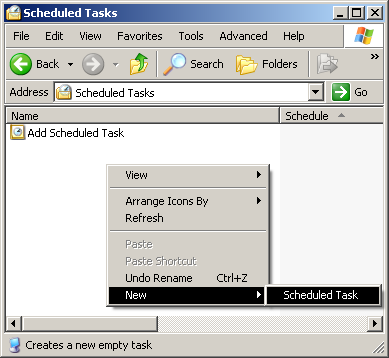 Scheduled Tasks
File Edit View Favorites Tools Advanced Help
Back Search Folders
Address Scheduled Tasks Go
Name Schedule
Add Scheduled Task
View
Arrange Icons By
Refresh
Paste
Paste Shortcut
Undo Rename Ctrl+Z
New Scheduled Task
Creates a new empty task